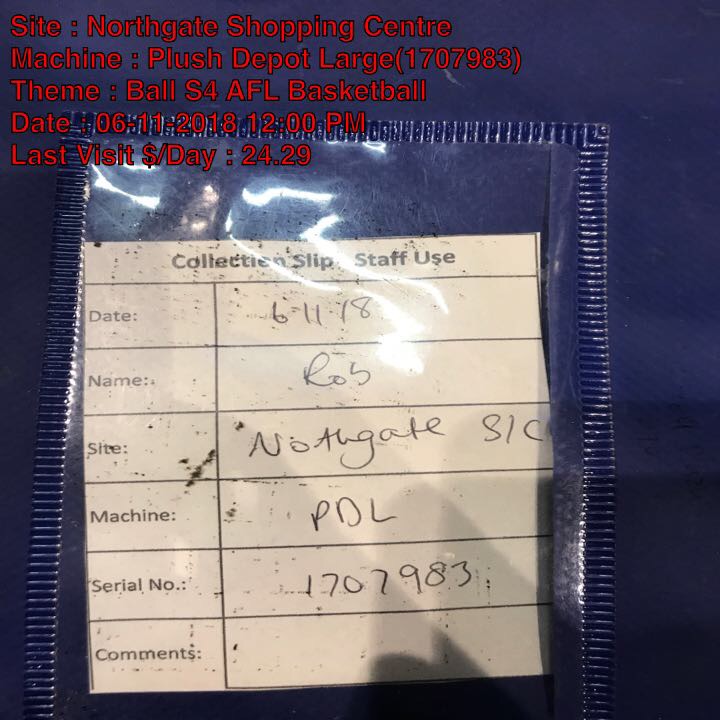 Site : Northgate Shopping Centre
Machine : Plush Depot Large(1707983)
Theme : Ball S4 AFL Basketball
Date : 06-11-2018 12:00 PM
Last Visit $/Day : 24.29
Collection Slip - Staff Use
Date: 6-11-18
Name: Rob
Site: Northgate S/C
Machine: PDL
Serial No.: 1707983
Comments: